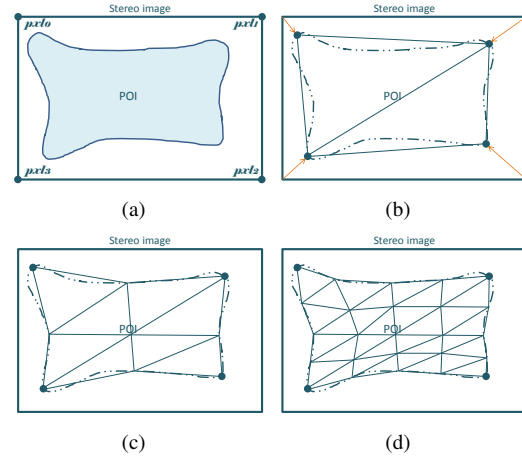 Stereo image
pxl0 pxl1
POI
pxl3 pxl2
(a)
Stereo image
POI
(b)
Stereo image
POI
(c)
Stereo image
POI
(d)